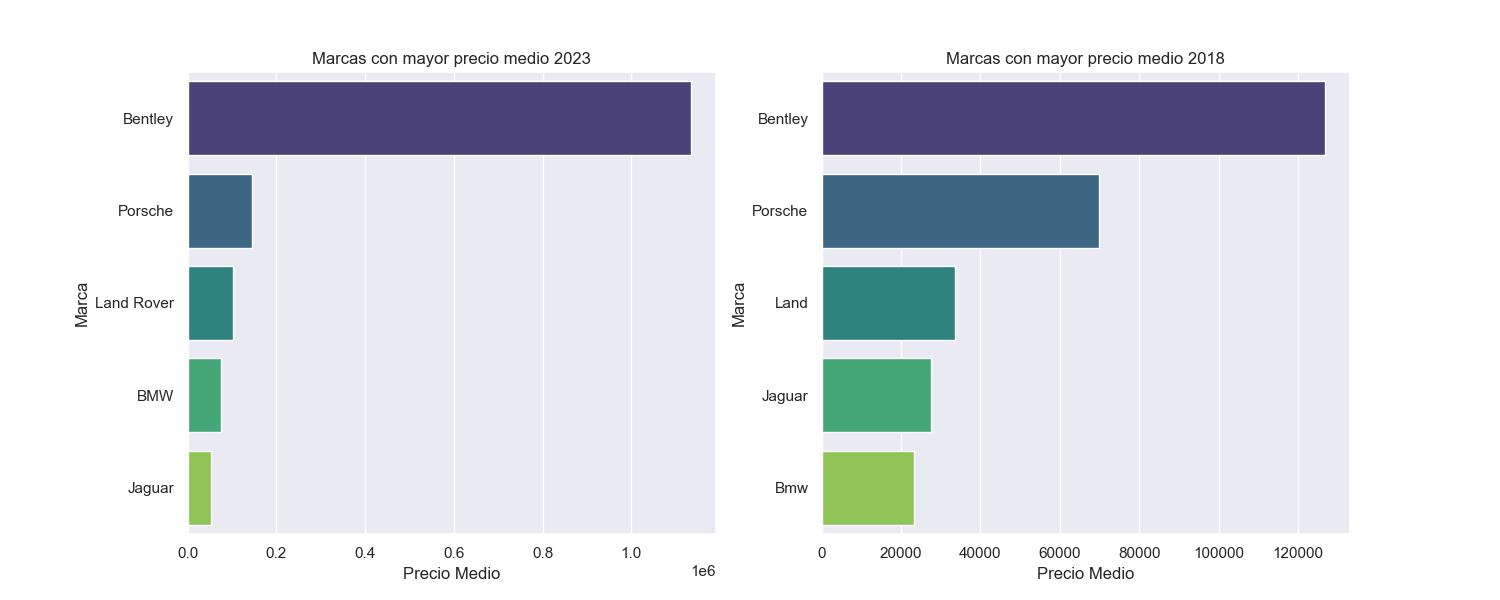 Marcas con mayor precio medio 2023
Marca
Bentley
Porsche
Land Rover
BMW
Jaguar
0.0 0.2 0.4 0.6 0.8 1.0
1e6
Precio Medio
Marcas con mayor precio medio 2018
Marca
Bentley
Porsche
Land
Jaguar
Bmw
0 20000 40000 60000 80000 100000 120000
Precio Medio